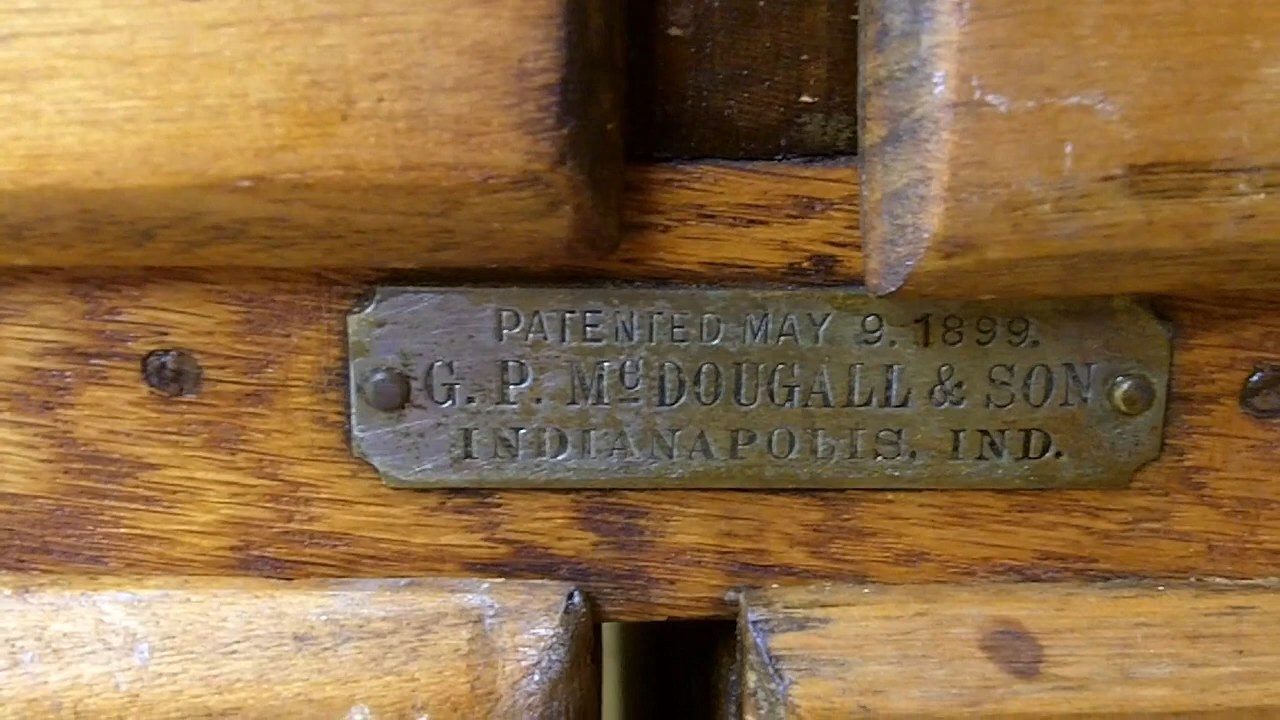 PATENTED MAY 9. 1899.
G. P. McDOUGALL & SON
INDIANAPOLIS. IND.